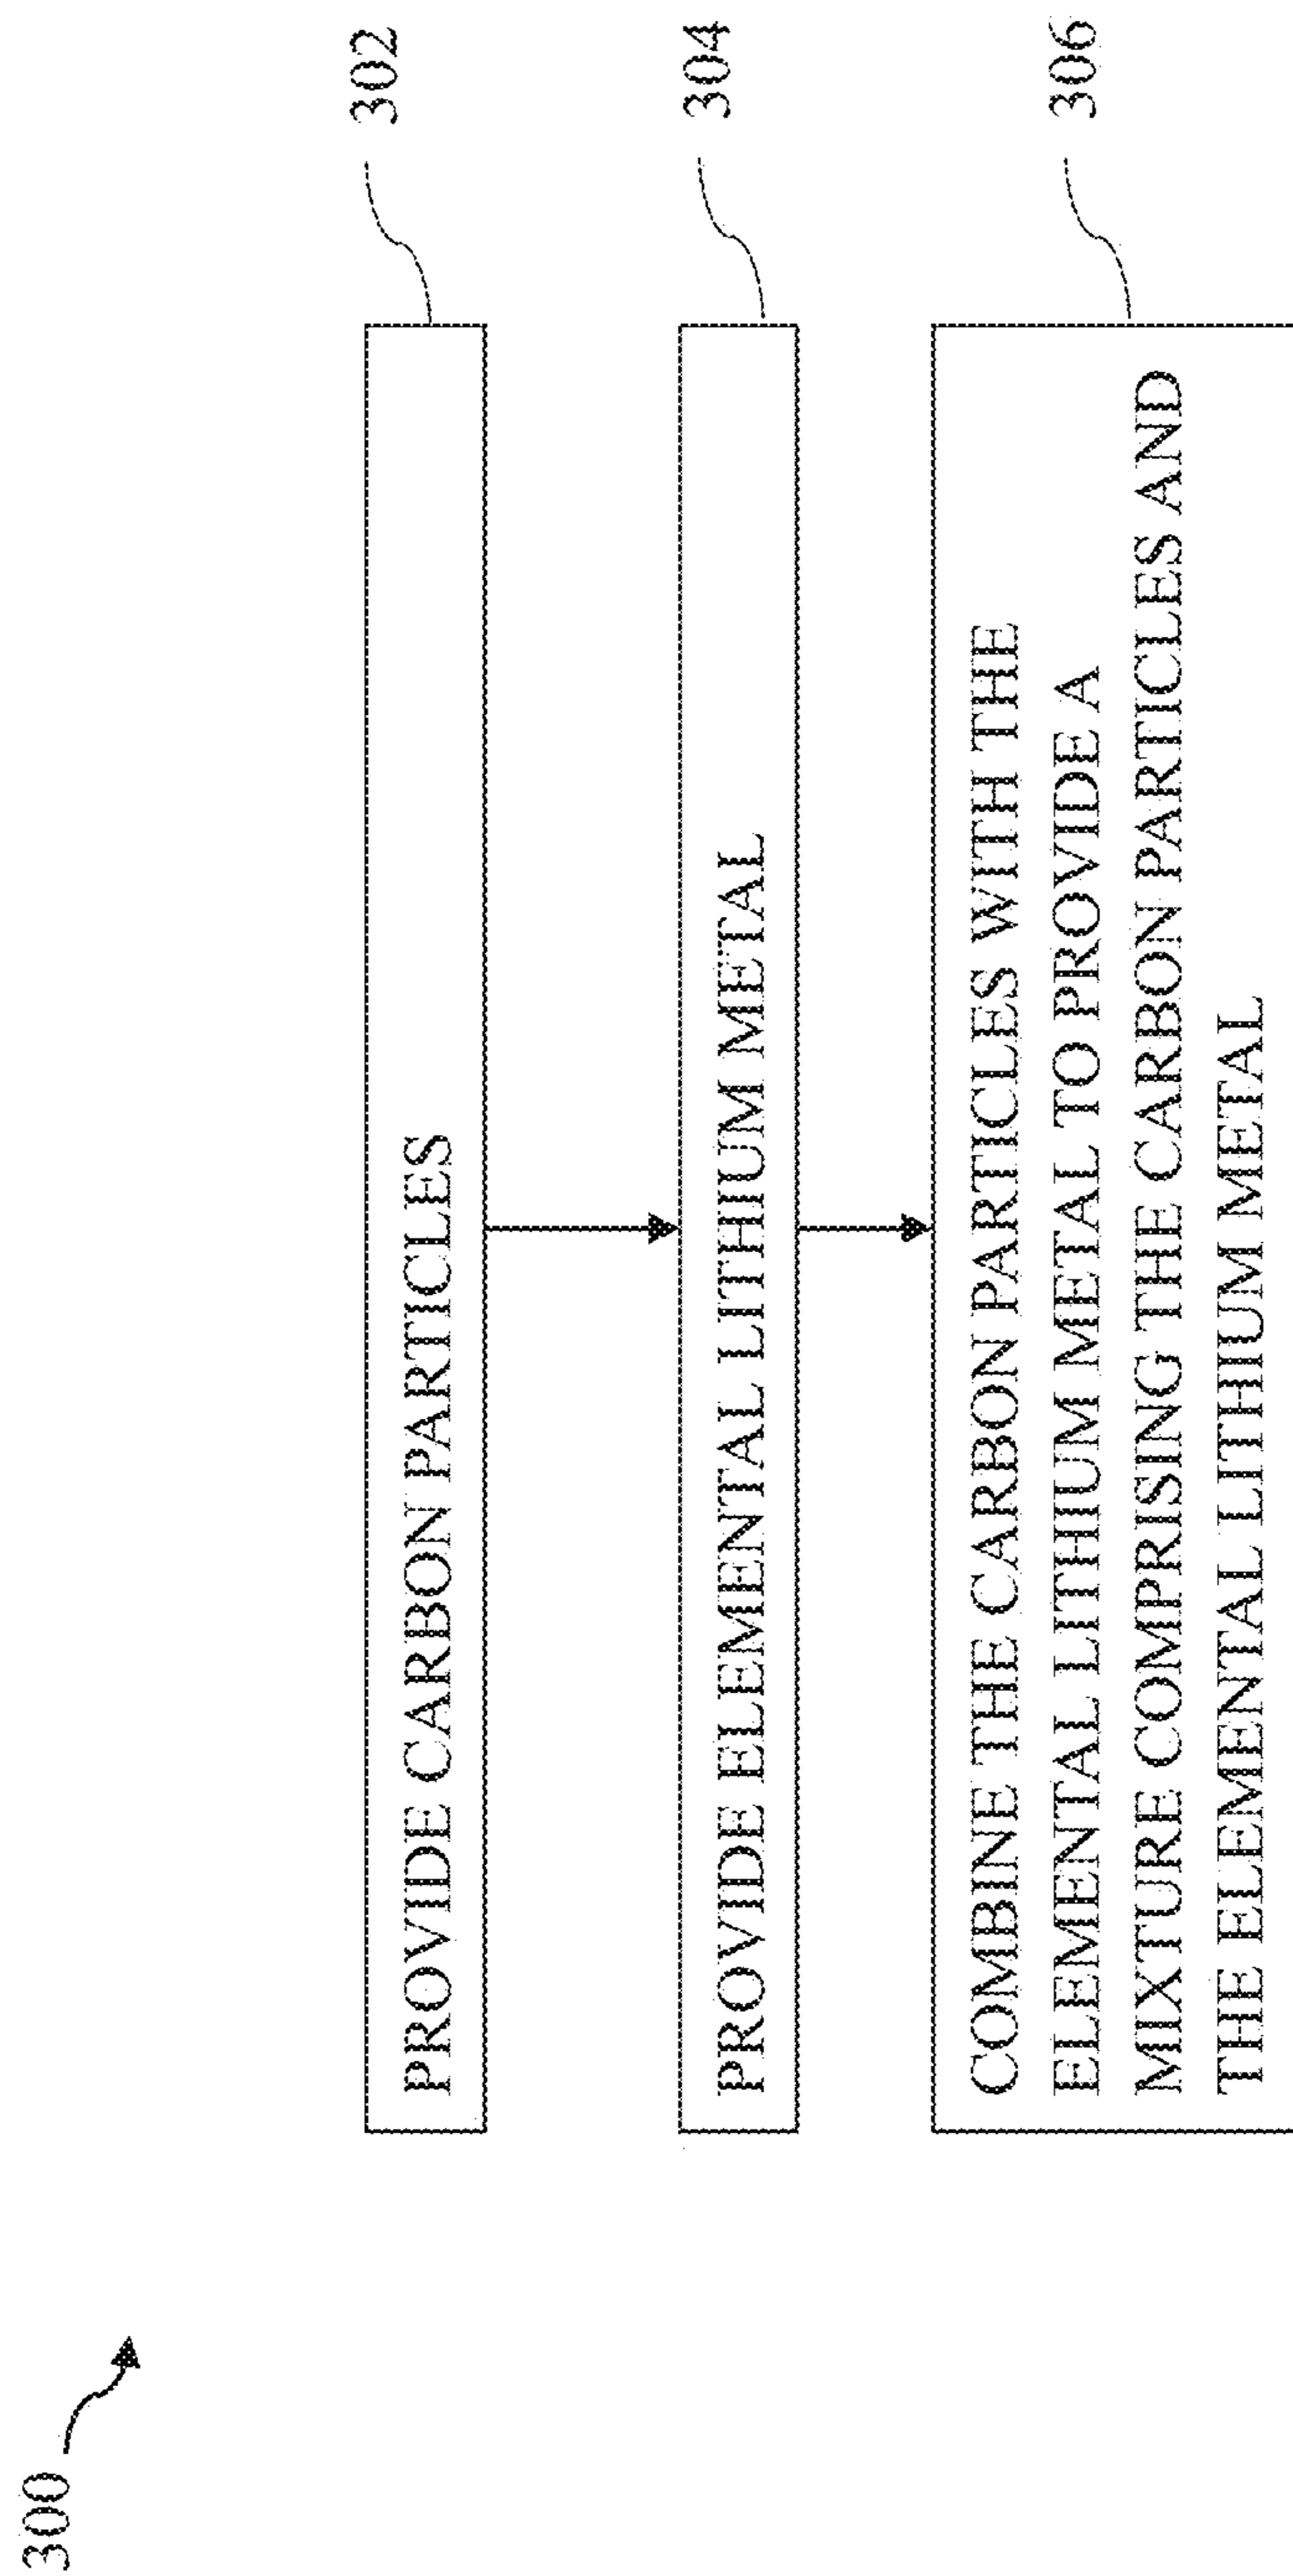 300
302
PROVIDE CARBON PARTICLES
304
PROVIDE ELEMENTAL LITHIUM METAL
306
COMBINE THE CARBON PARTICLES WITH THE
ELEMENTAL LITHIUM METAL TO PROVIDE A
MIXTURE COMPRISING THE CARBON PARTICLES AND
THE ELEMENTAL LITHIUM METAL